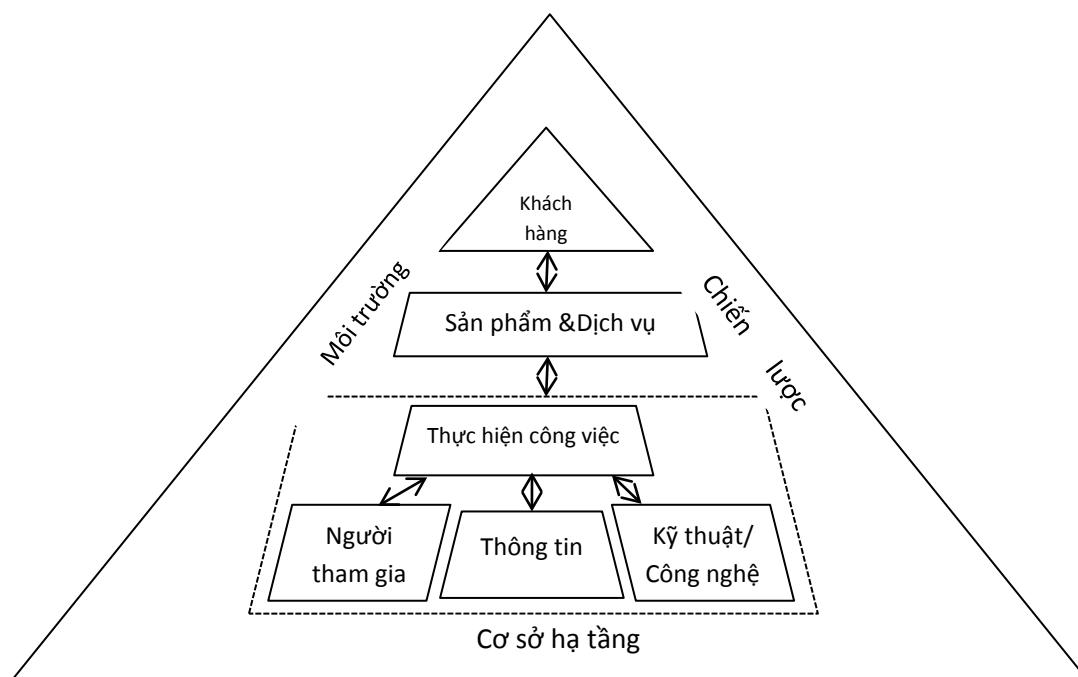 Khách
hàng
Môi trường
Chiến
lược
Sản phẩm &Dịch vụ
Thực hiện công việc
Người
tham gia
Thông tin
Kỹ thuật/
Công nghệ
Cơ sở hạ tầng